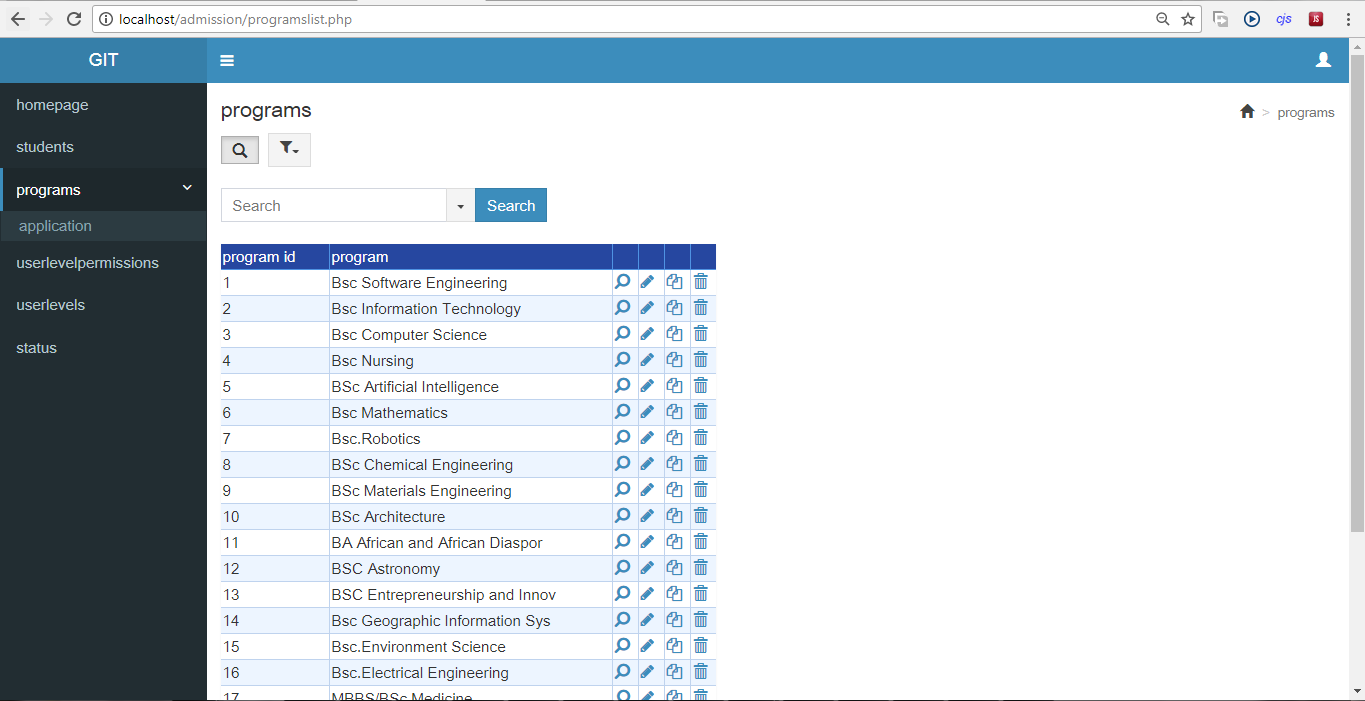 localhost/admission/programslist.php
cjs
JS
GIT
homepage
students
programs
application
userlevelpermissions
userlevels
status
programs
> programs
Search
Search
program id program
1 Bsc Software Engineering
2 Bsc Information Technology
3 Bsc Computer Science
4 Bsc Nursing
5 BSc Artificial Intelligence
6 Bsc Mathematics
7 Bsc.Robotics
8 BSc Chemical Engineering
9 BSc Materials Engineering
10 BSc Architecture
11 BA African and African Diaspor
12 BSC Astronomy
13 BSC Entrepreneurship and Innov
14 Bsc Geographic Information Sys
15 Bsc.Environment Science
16 Bsc.Electrical Engineering
17 MBBS/BSc Medicine